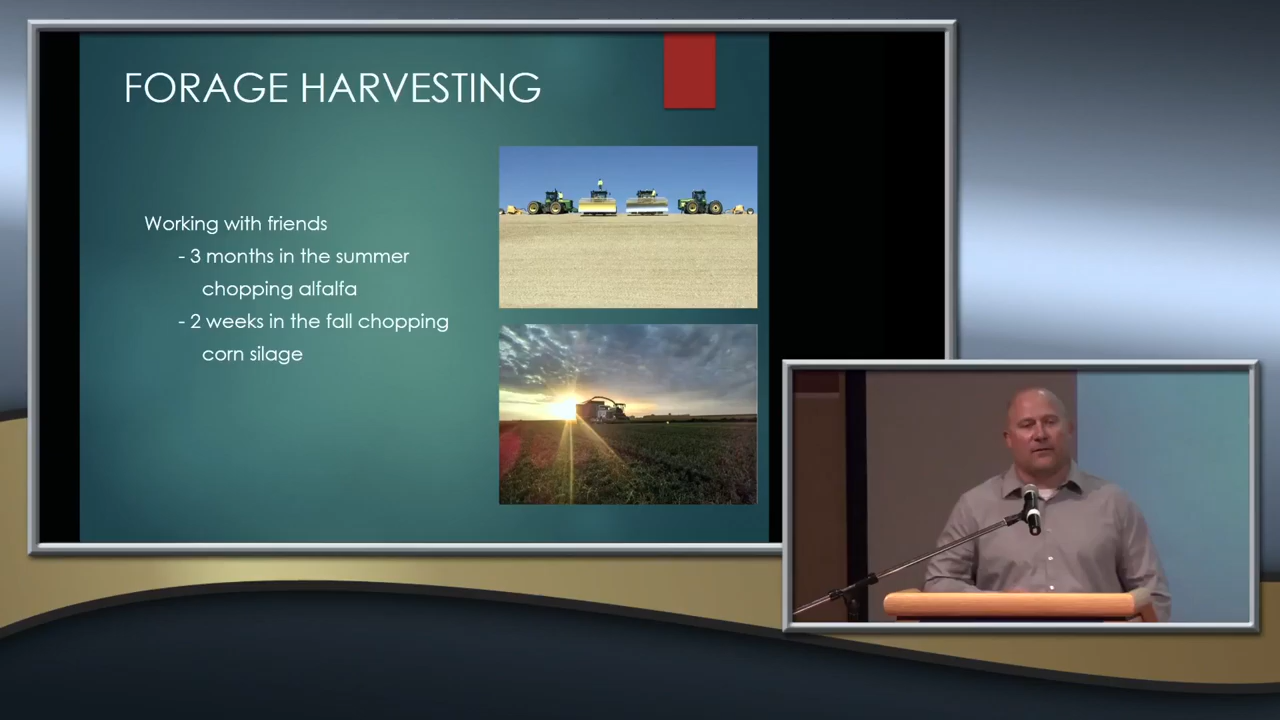 FORAGE HARVESTING
Working with friends
- 3 months in the summer
chopping alfalfa
- 2 weeks in the fall chopping
corn silage